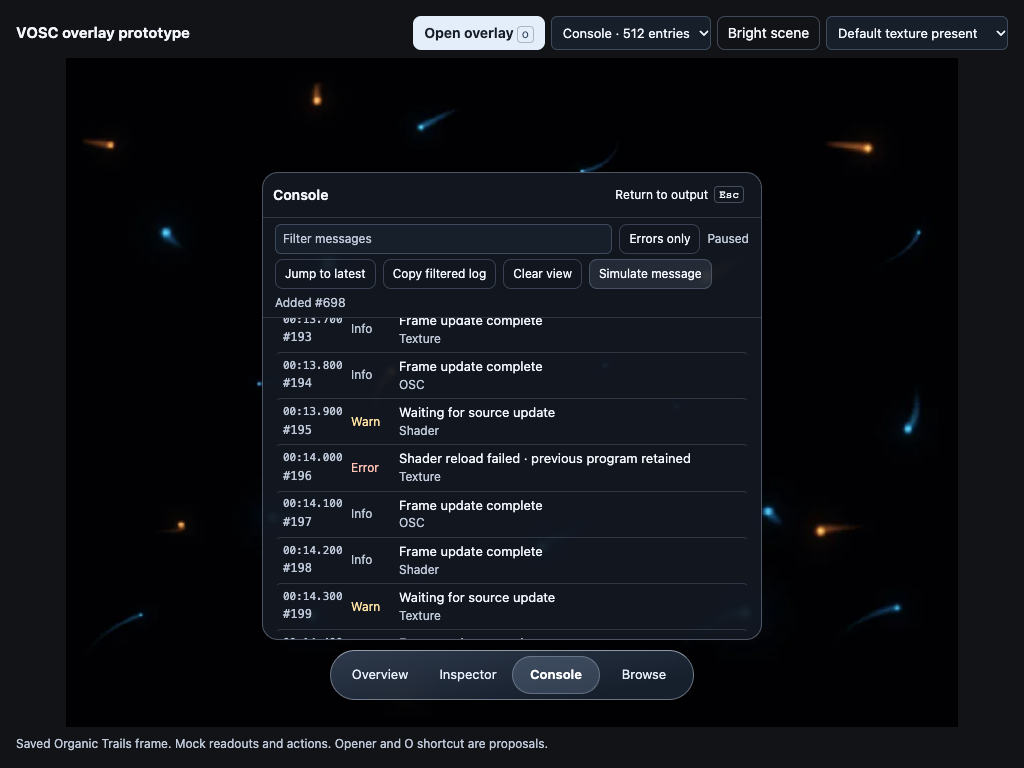 VOSC overlay prototype
Open overlay o
Console · 512 entries
Bright scene
Default texture present
Console
Return to output Esc
Filter messages
Errors only
Paused
Jump to latest
Copy filtered log
Clear view
Simulate message
Added #698
00:13.700 Info Frame update complete
#193 Texture
00:13.800 Info Frame update complete
#194 OSC
00:13.900 Warn Waiting for source update
#195 Shader
00:14.000 Error Shader reload failed · previous program retained
#196 Texture
00:14.100 Info Frame update complete
#197 OSC
00:14.200 Info Frame update complete
#198 Shader
00:14.300 Warn Waiting for source update
#199 Texture
Overview
Inspector
Console
Browse
Saved Organic Trails frame. Mock readouts and actions. Opener and O shortcut are proposals.